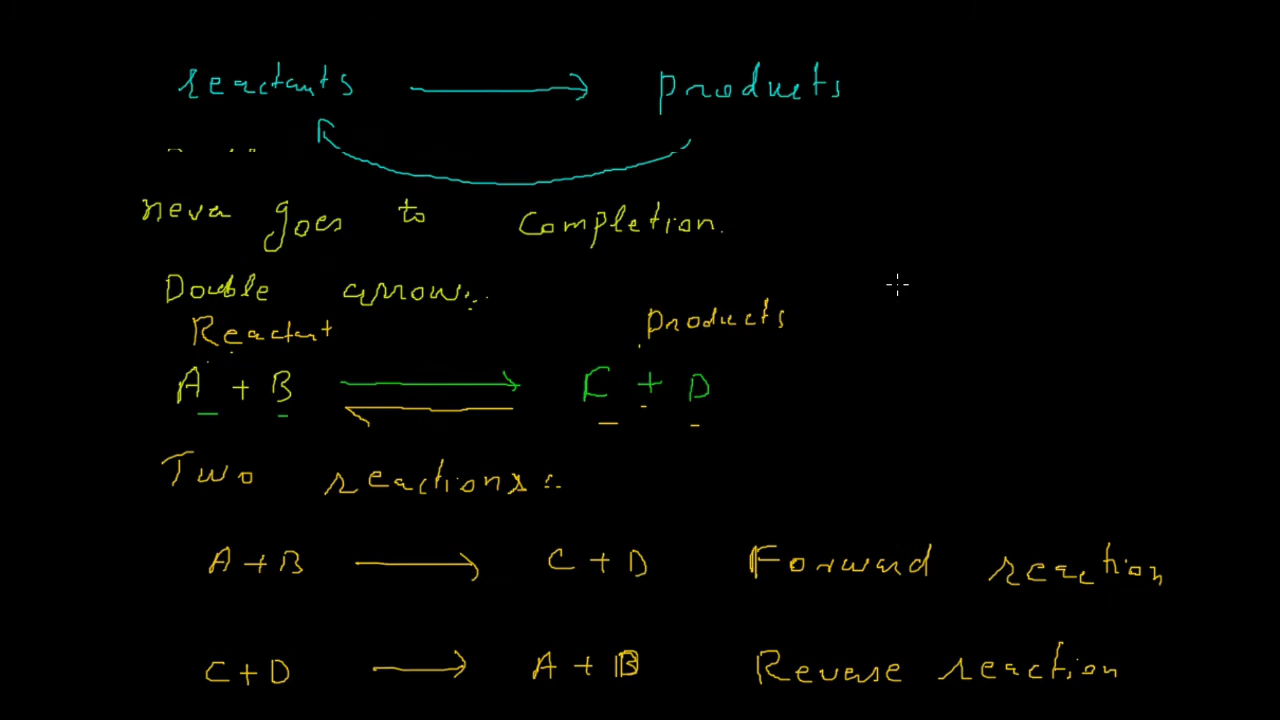 reactants → products
never goes to completion.
Double arrow:.
Reactant products
A + B ⇌ C + D
Two reactions:
A + B → C + D Forward reaction
C + D → A + B Reverse reaction